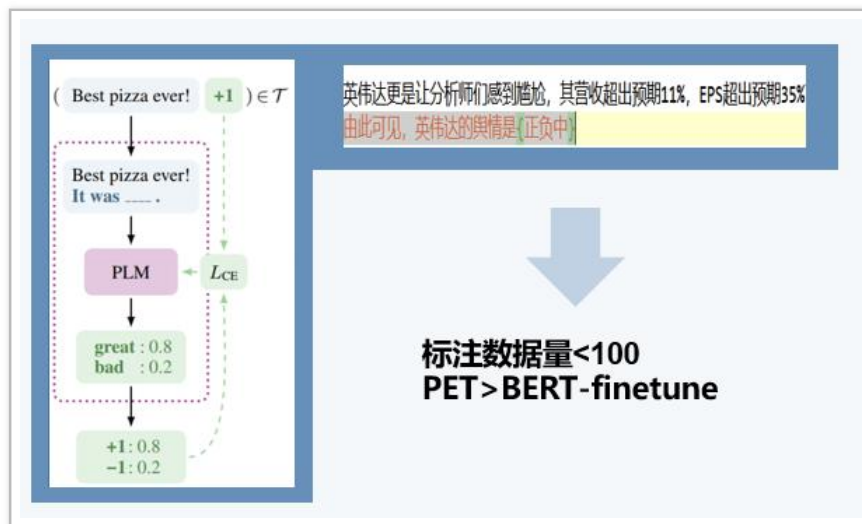 ( Best pizza ever! +1 ) ∈ 𝒯
Best pizza ever!
It was ____ .
PLM
L_CE
great : 0.8
bad : 0.2
+1 : 0.8
−1 : 0.2
英伟达更是让分析师们感到尴尬，其营收超出预期11%，EPS超出预期35%
由此可见，英伟达的舆情是{正负中}
标注数据量<100
PET>BERT-finetune